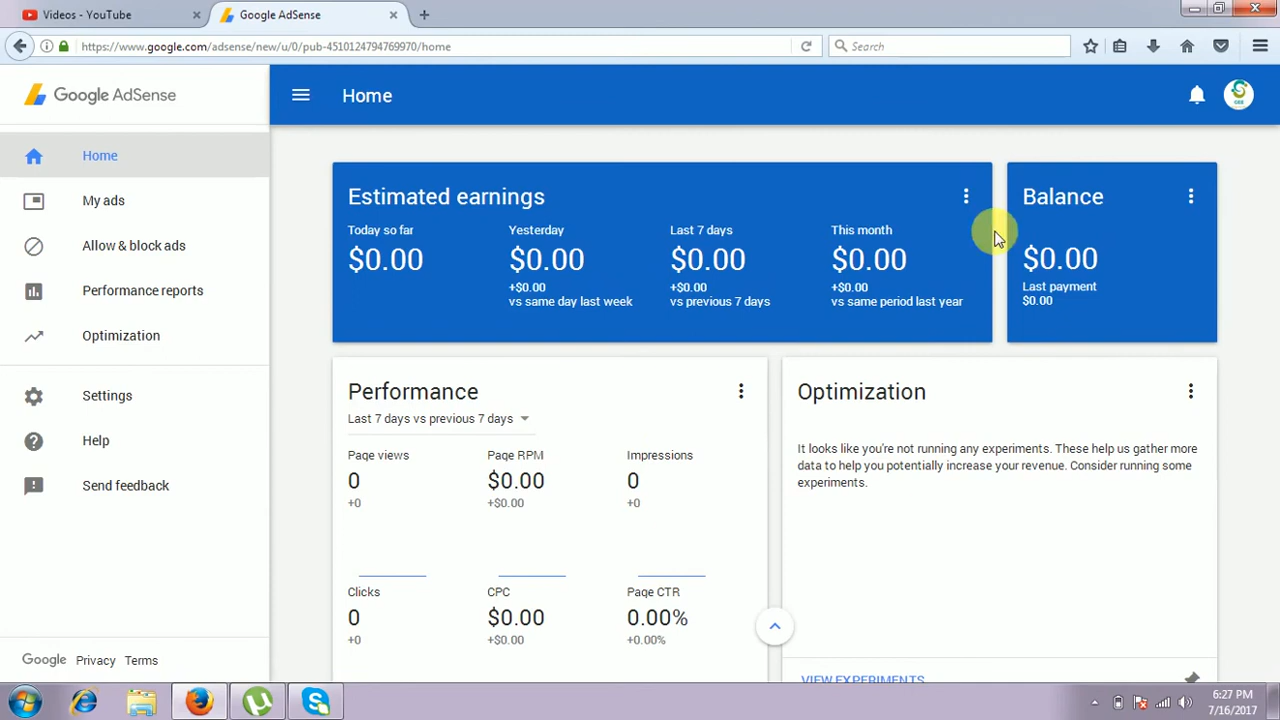 Videos - YouTube
Google AdSense
https://www.google.com/adsense/new/u/0/pub-4510124794769970/home
Search
Google AdSense
Home
Home
My ads
Allow & block ads
Performance reports
Optimization
Settings
Help
Send feedback
Google Privacy Terms
Estimated earnings
Today so far
$0.00
Yesterday
$0.00
+$0.00
vs same day last week
Last 7 days
$0.00
+$0.00
vs previous 7 days
This month
$0.00
+$0.00
vs same period last year
Balance
$0.00
Last payment
$0.00
Performance
Last 7 days vs previous 7 days
Page views
0
+0
Page RPM
$0.00
+$0.00
Impressions
0
+0
Clicks
0
+0
CPC
$0.00
+$0.00
Page CTR
0.00%
+0.00%
Optimization
It looks like you're not running any experiments. These help us gather more
data to help you potentially increase your revenue. Consider running some
experiments.
VIEW EXPERIMENTS
6:27 PM
7/16/2017